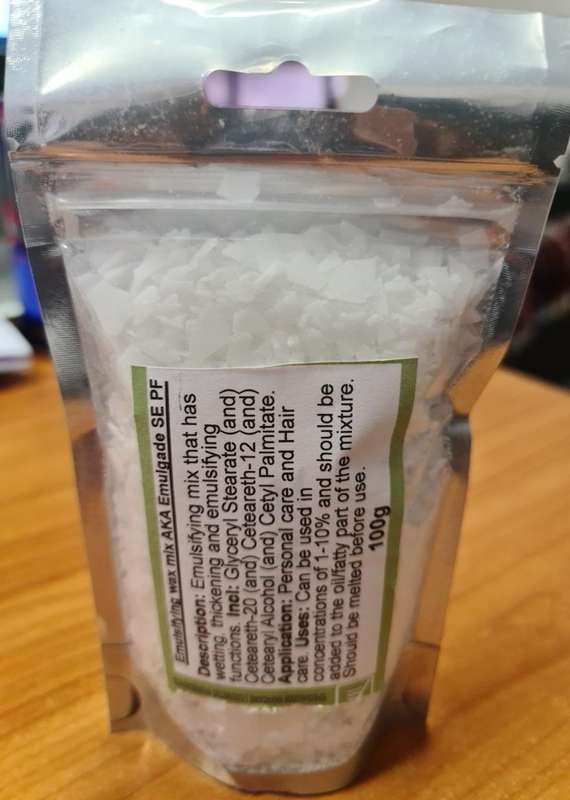 Emulsifying wax mix AKA Emulgade SE PF
Description: Emulsifying mix that has
wetting, thickening and emulsifying
functions. Incl: Glyceryl Stearate (and)
Ceteareth-20 (and) Ceteareth-12 (and)
Cetearyl Alcohol (and) Cetyl Palmitate.
Application: Personal care and Hair
care. Uses: Can be used in
concentrations of 1-10% and should be
added to the oil/fatty part of the mixture.
Should be melted before use.
100g